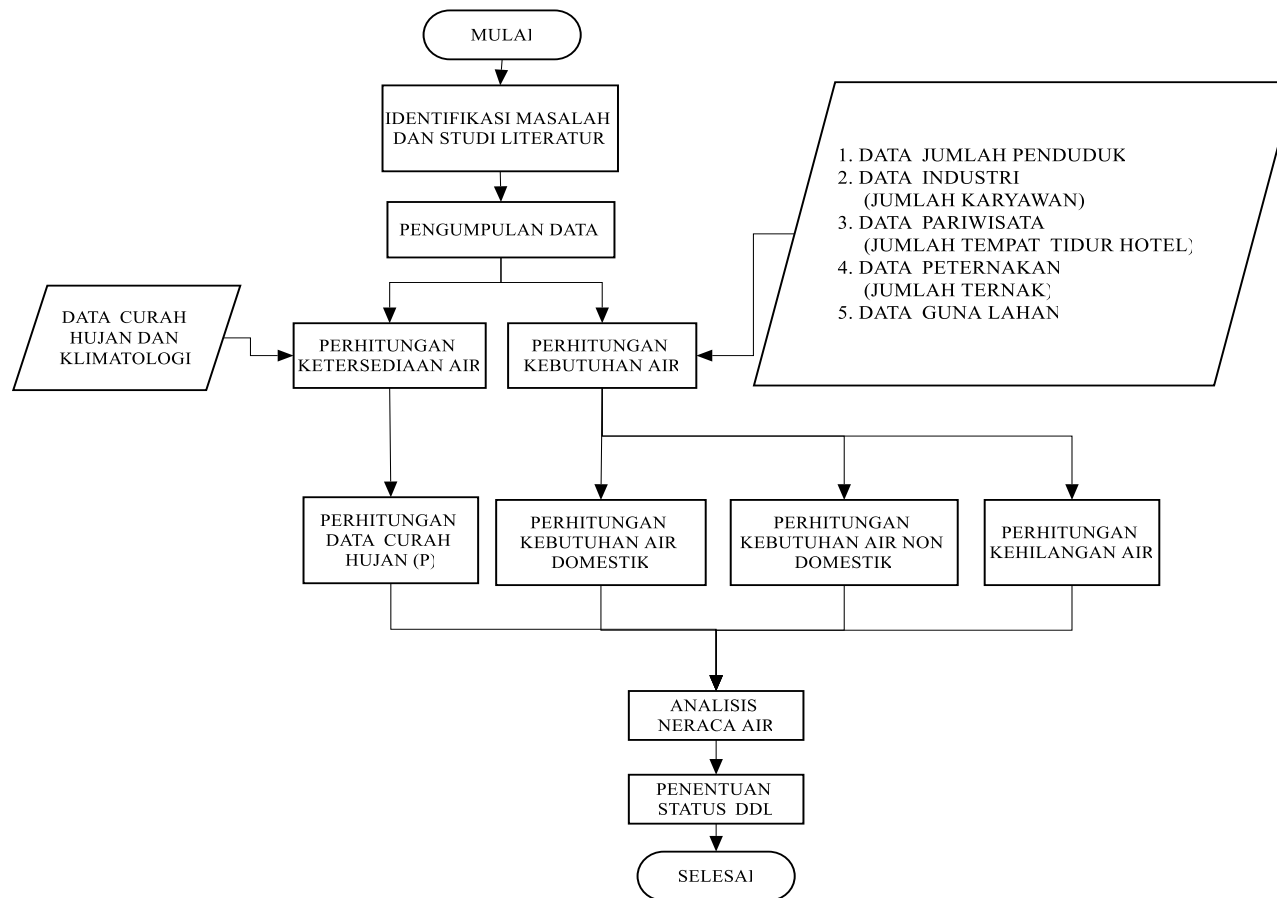 MULAI
IDENTIFIKASI MASALAH
DAN STUDI LITERATUR
PENGUMPULAN DATA
1. DATA JUMLAH PENDUDUK
2. DATA INDUSTRI
(JUMLAH KARYAWAN)
3. DATA PARIWISATA
(JUMLAH TEMPAT TIDUR HOTEL)
4. DATA PETERNAKAN
(JUMLAH TERNAK)
5. DATA GUNA LAHAN
DATA CURAH
HUJAN DAN
KLIMATOLOGI
PERHITUNGAN
KETERSEDIAAN AIR
PERHITUNGAN
KEBUTUHAN AIR
PERHITUNGAN
DATA CURAH
HUJAN (P)
PERHITUNGAN
KEBUTUHAN AIR
DOMESTIK
PERHITUNGAN
KEBUTUHAN AIR NON
DOMESTIK
PERHITUNGAN
KEHILANGAN AIR
ANALISIS
NERACA AIR
PENENTUAN
STATUS DDL
SELESAI